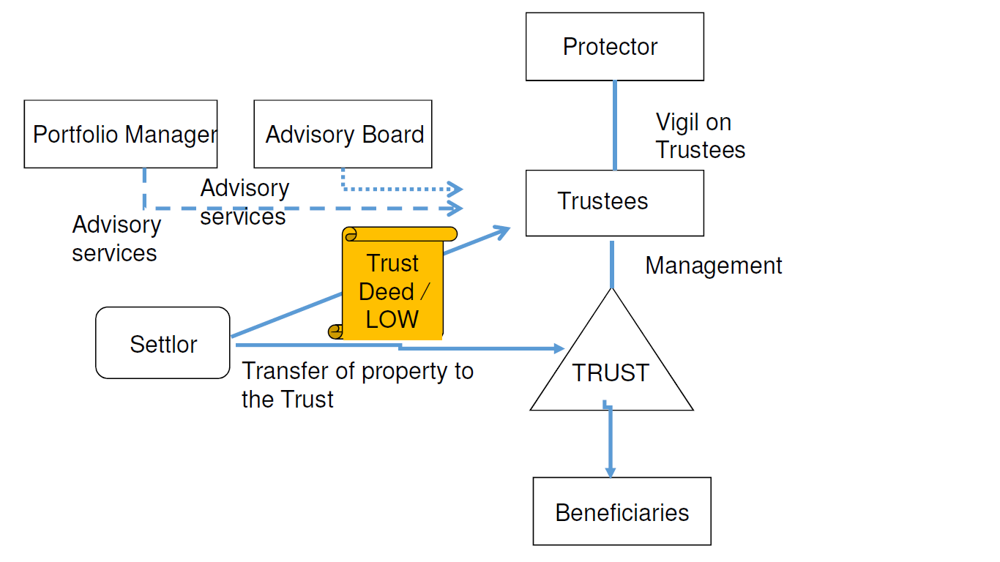 Protector
Portfolio Manager
Advisory Board
Vigil on
Trustees
Advisory
services
Trustees
Advisory
services
Trust
Deed /
LOW
Management
Settlor
Transfer of property to
the Trust
TRUST
Beneficiaries